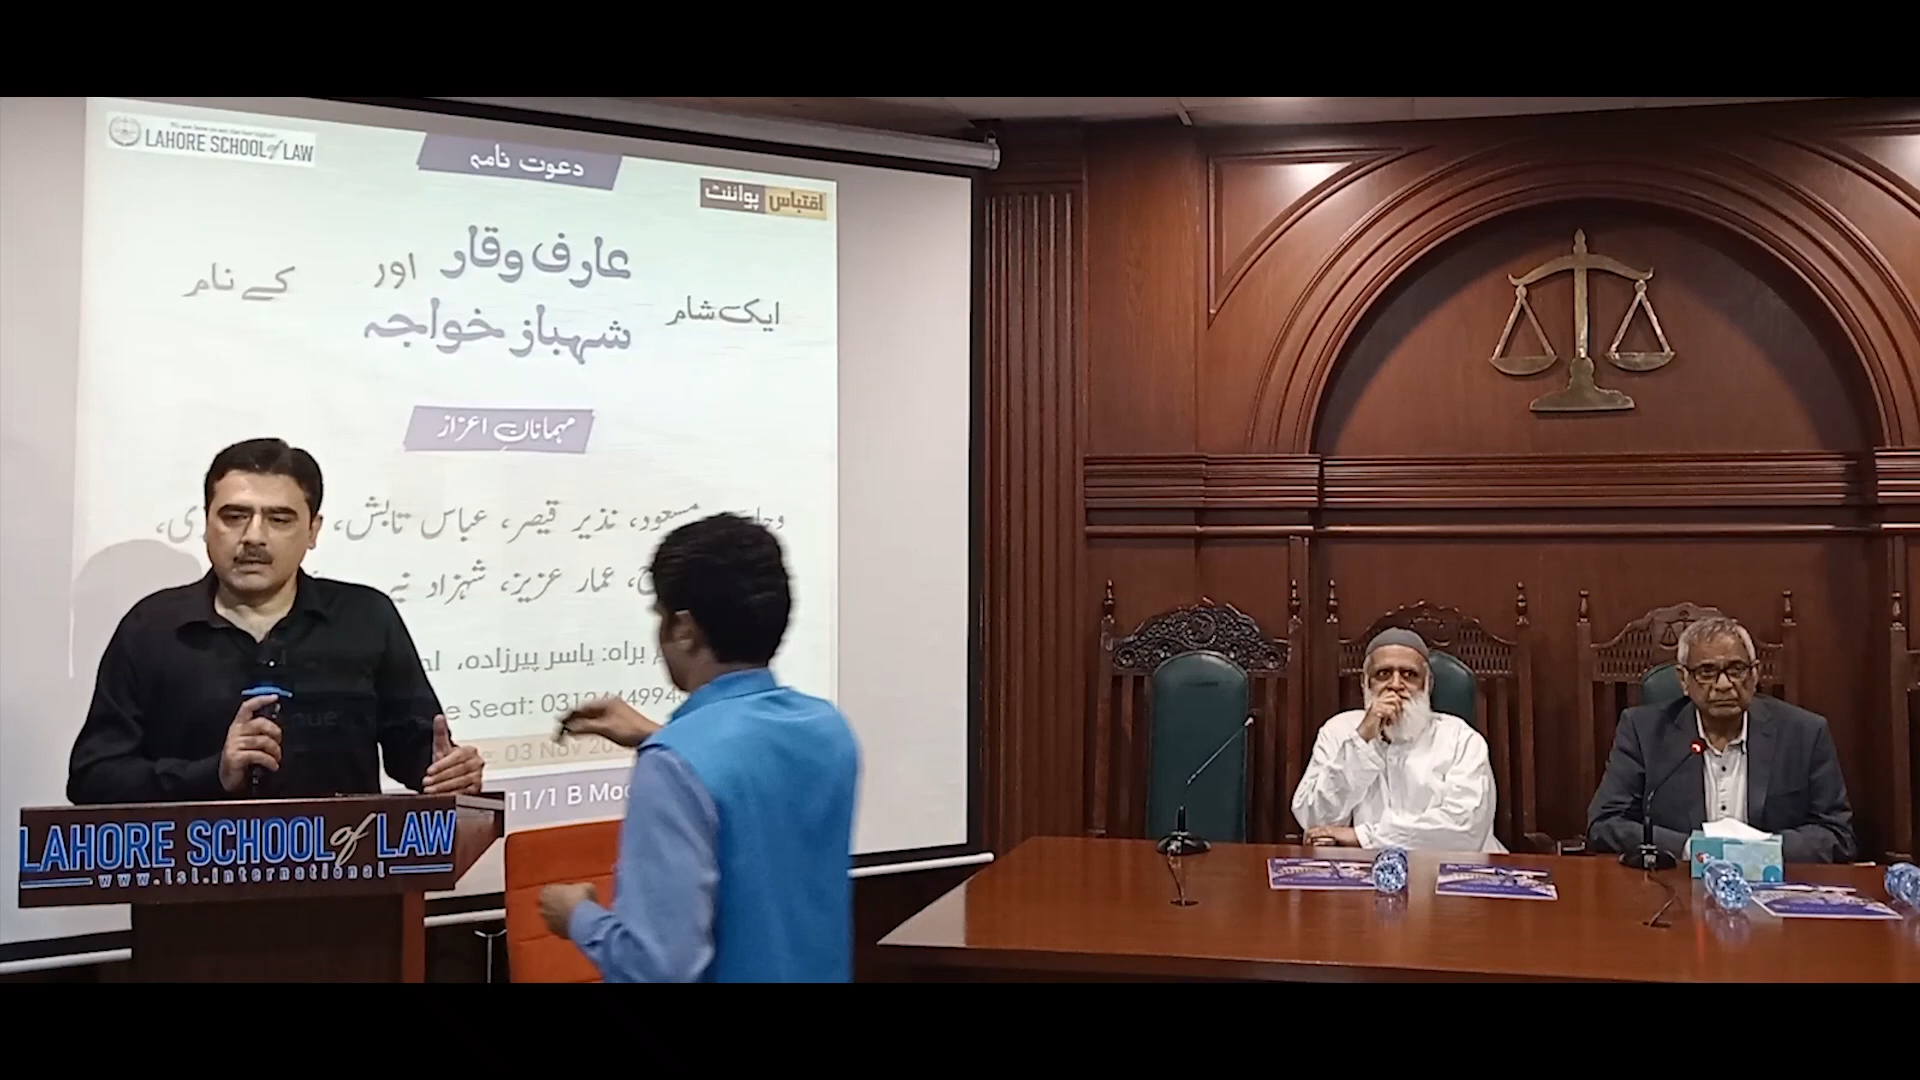 LAHORE SCHOOL of LAW
دعوت نامہ
اقتباس پوائنٹ
ایک شام
عارف وقار اور
شہباز خواجہ
کے نام
مہمانان اعزاز
مسعود، نذیر قیصر، عباس تابش،
عمار عزیز، شہزاد
براہ: یاسر پیرزادہ،
e Seat: 0312444994
03 Nov
11/1 B Mo
LAHORE SCHOOL of LAW
www.lsl.international